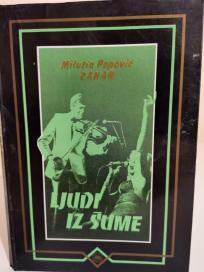 Milutin Popović
ZAHAR
LJUDI
IZ ŠUME